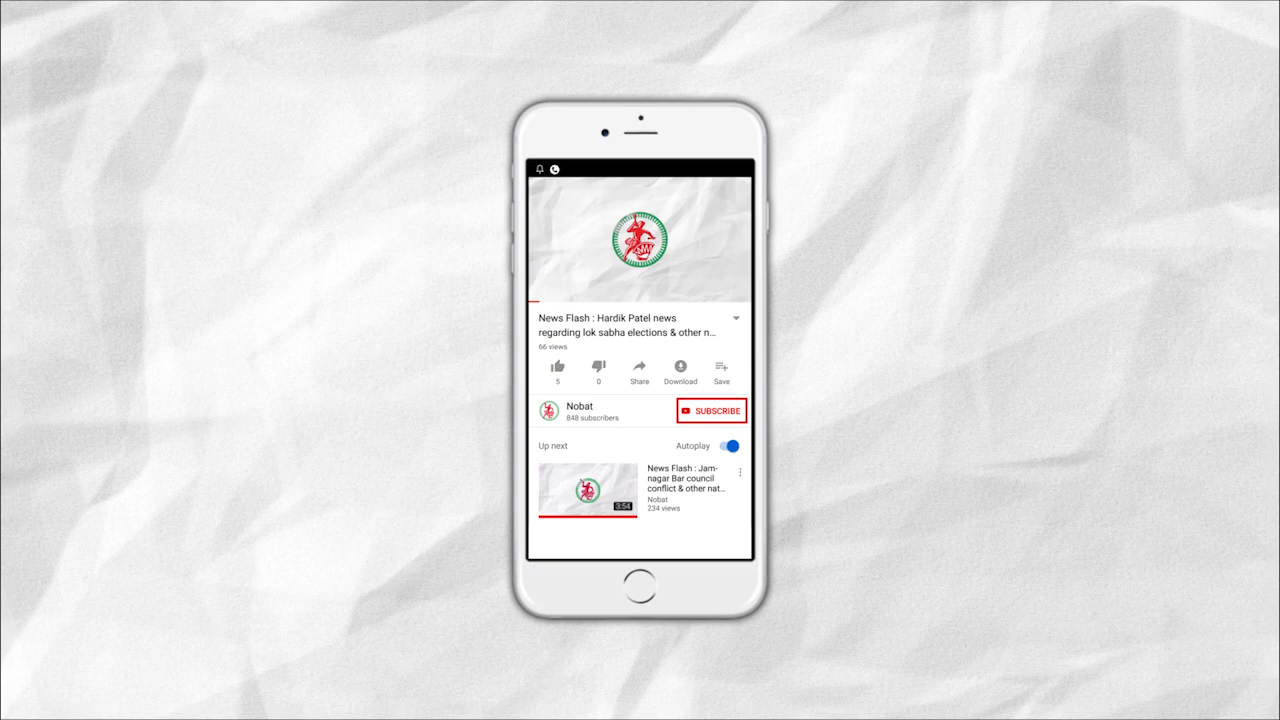 News Flash : Hardik Patel news
regarding lok sabha elections & other n...
66 views
5
0
Share
Download
Save
Nobat
848 subscribers
SUBSCRIBE
Up next
Autoplay
3:54
News Flash : Jam-
nagar Bar council
conflict & other nat...
Nobat
234 views